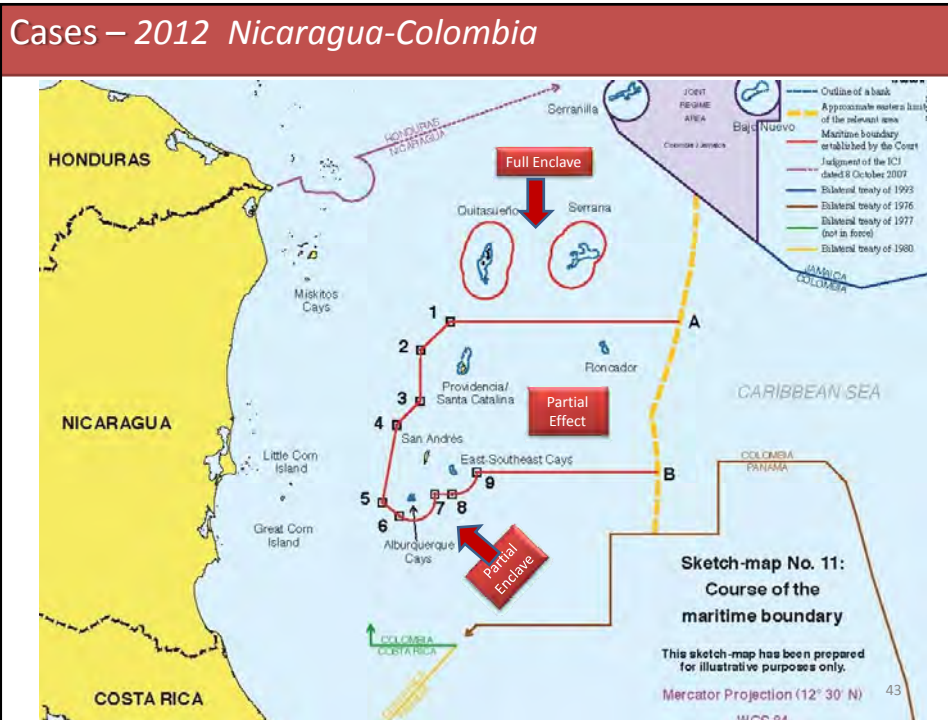 Cases – 2012 Nicaragua-Colombia
HONDURAS
HONDURAS
NICARAGUA
Serranilla
JOINT
REGIME
AREA
Colombia / Jamaica
Bajo Nuevo
Outline of a bank
Approximate eastern limit
of the relevant area
Maritime boundary
established by the Court
Judgment of the ICJ
dated 8 October 2007
Bilateral treaty of 1993
Bilateral treaty of 1976
Bilateral treaty of 1977
(not in force)
Bilateral treaty of 1980
JAMAICA
COLOMBIA
Full Enclave
Quitasueño
Serrana
Miskitos
Cays
1
A
2
Roncador
Providencia/
Santa Catalina
3
Partial
Effect
CARIBBEAN SEA
NICARAGUA
4
San Andrés
Little Corn
Island
East-Southeast Cays
9
B
COLOMBIA
PANAMA
5
7
8
6
Great Corn
Island
Alburquerque
Cays
Partial
Enclave
Sketch-map No. 11:
Course of the
maritime boundary
This sketch-map has been prepared
for illustrative purposes only.
COLOMBIA
COSTA RICA
COSTA RICA
Mercator Projection (12° 30' N)
43
WGS 84